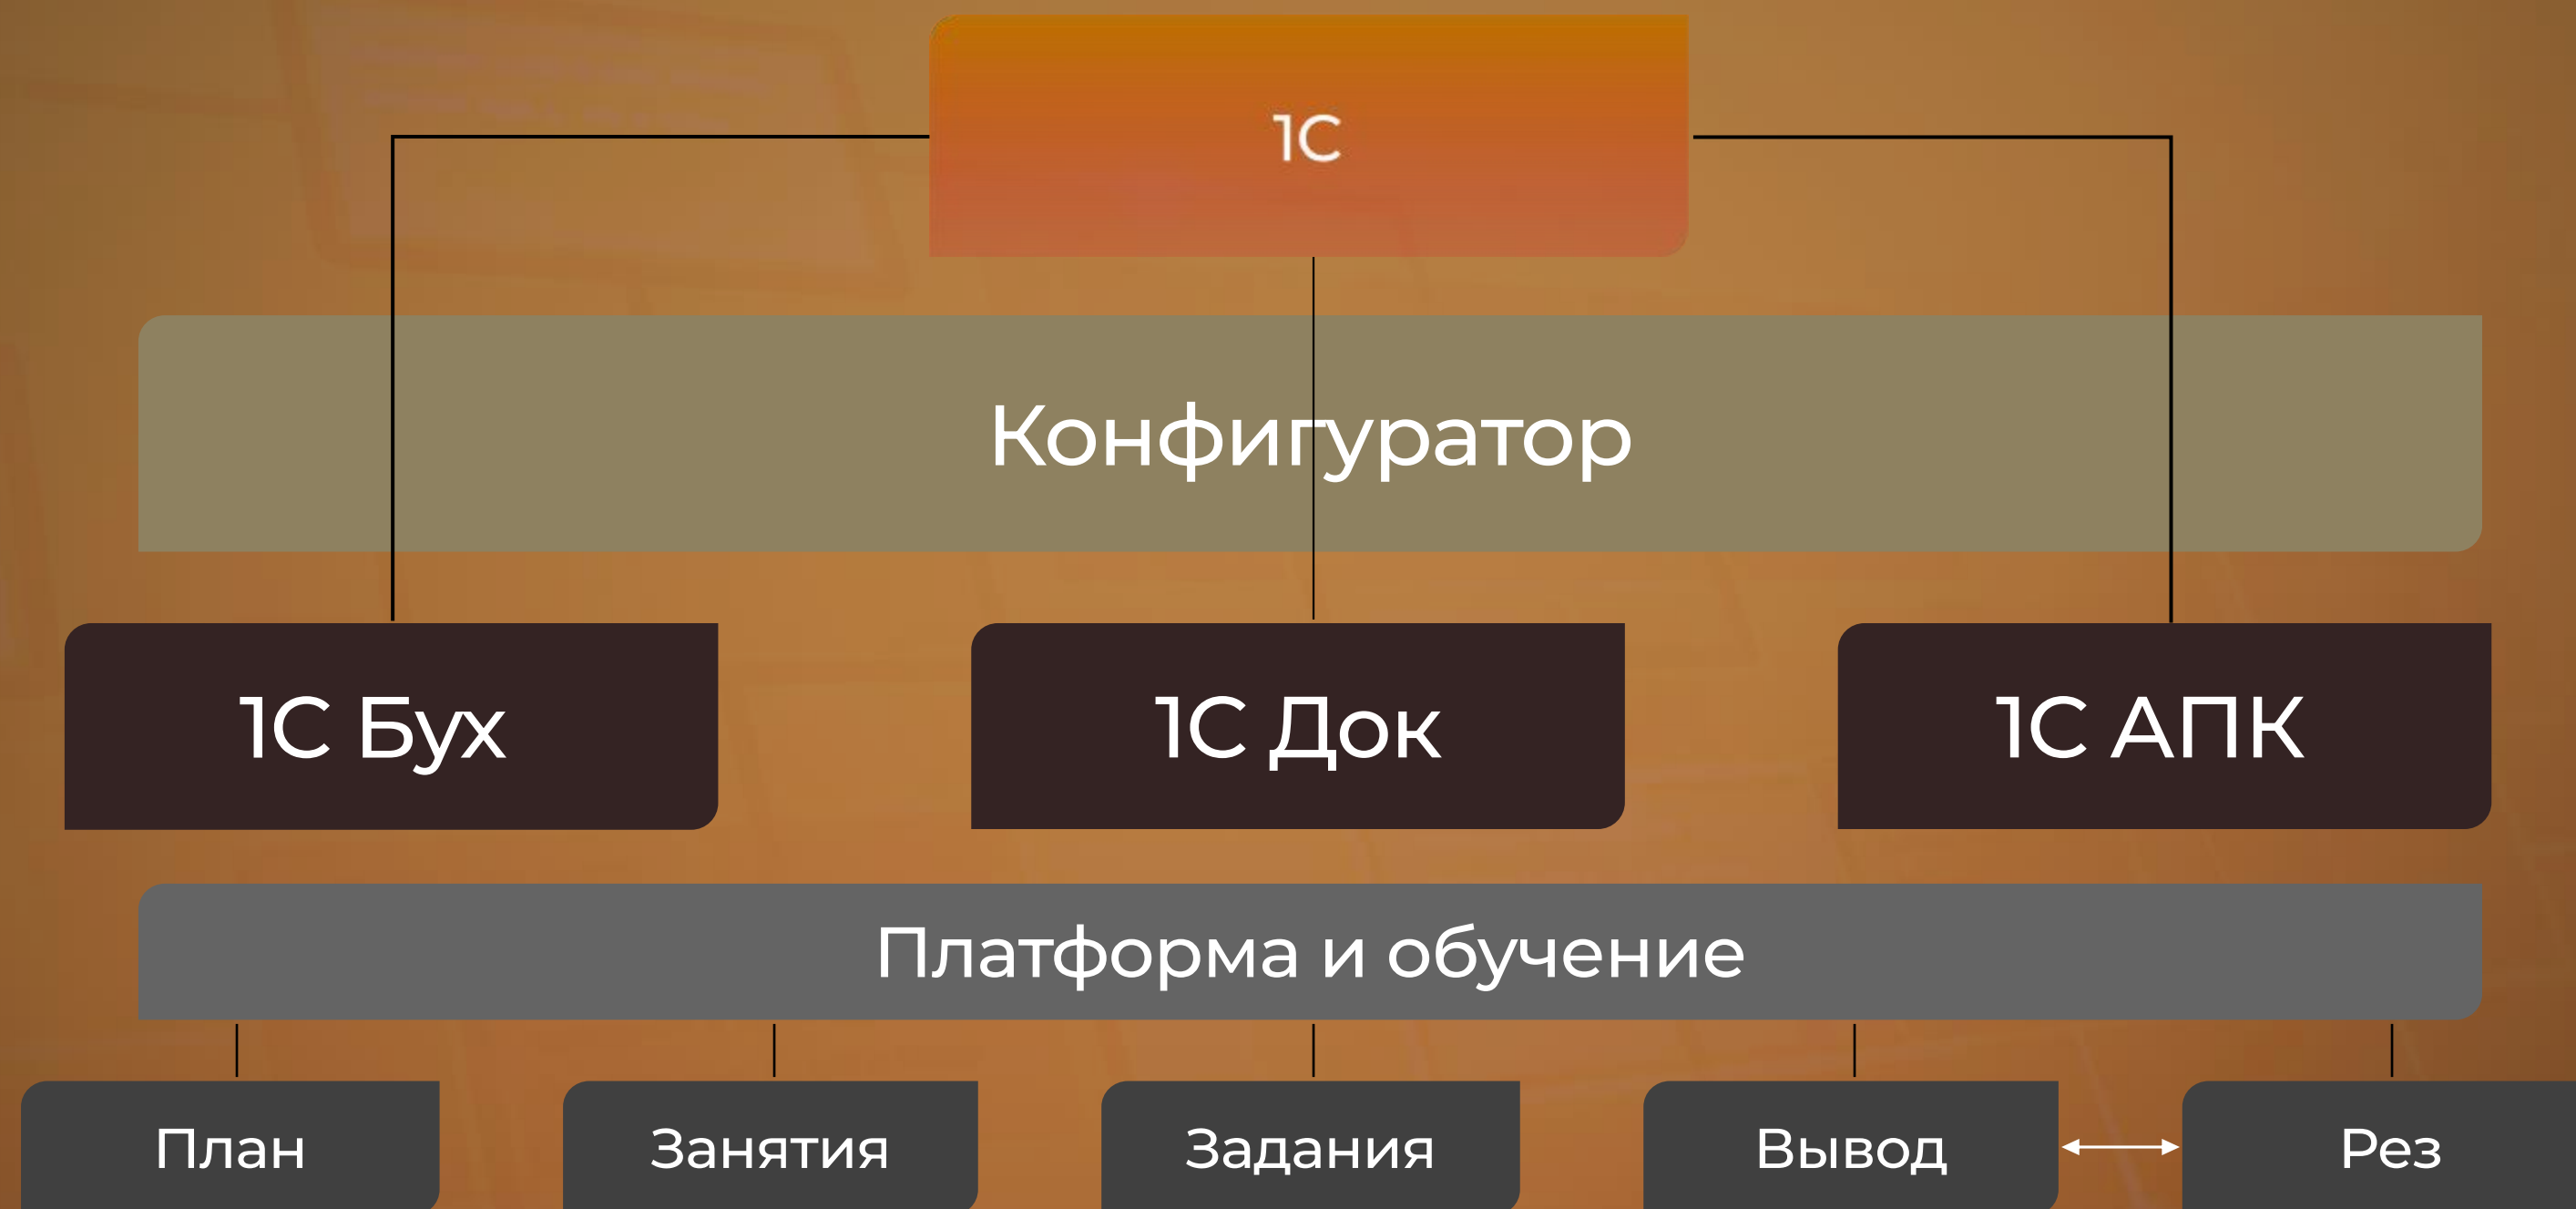 1С
Конфигуратор
1С Бух
1С Док
1С АПК
Платформа и обучение
План
Занятия
Задания
Вывод
Рез